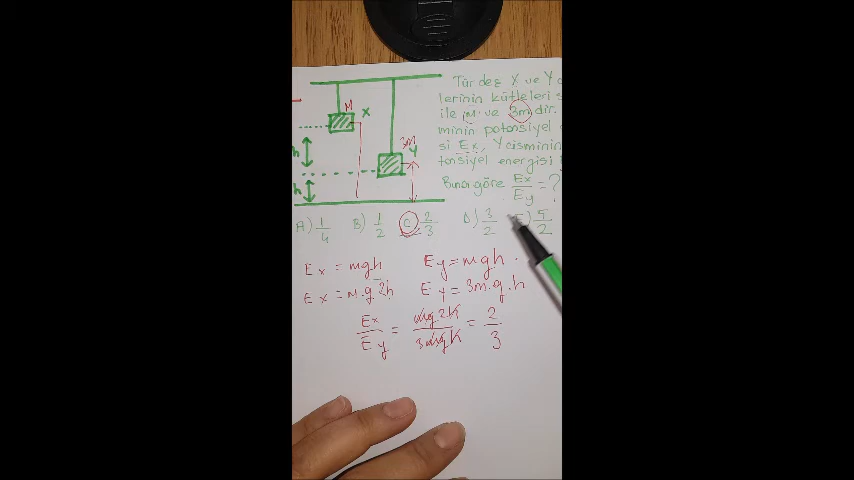 Türdeş X ve Y
lerinin kütleleri
ile M ve 3m dir.
minin potansiyel
si Ex, Y cisminin
tansiyel energisi
Buna göre Ex/Ey = ?
M
X
3m
Y
h
h
A) 1/4 B) 1/2 C) 2/3 D) 3/2 E) 5/2
Ex = mgh Ey = mgh
Ex = M.g.2h Ey = 3m.g.h
Ex/Ey = mg2h/3mgh = 2/3